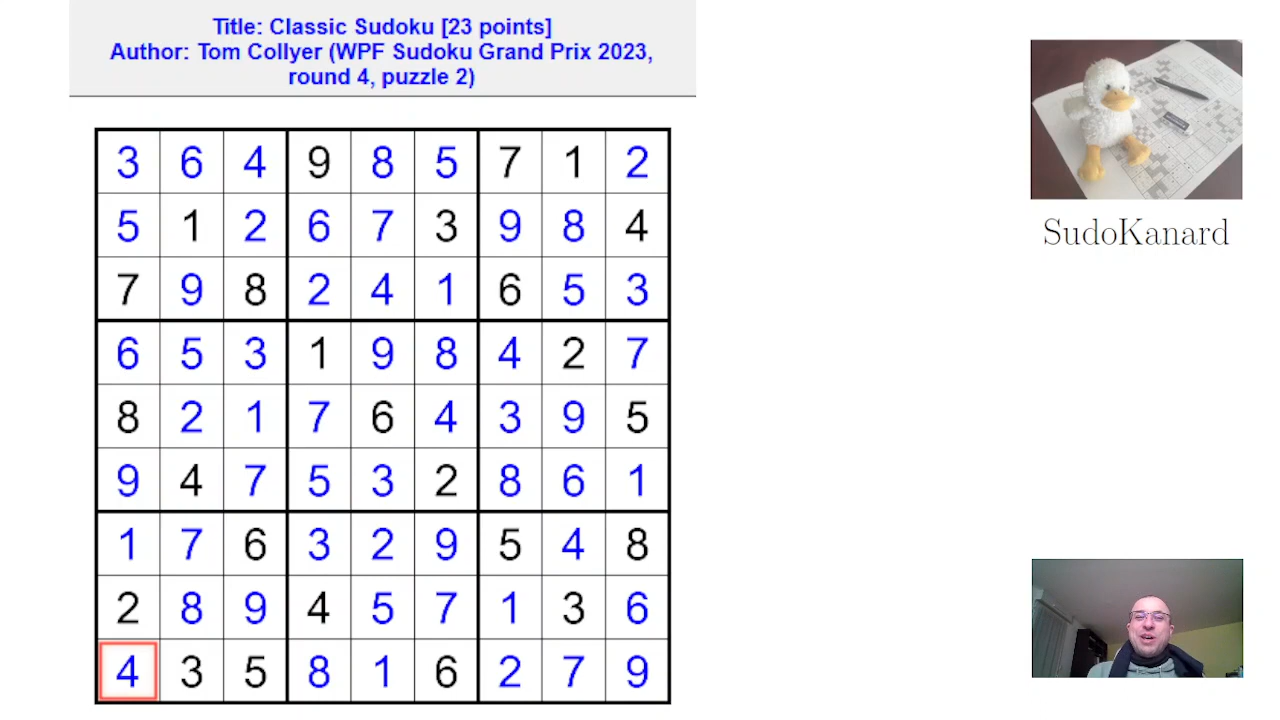 Title: Classic Sudoku [23 points]
Author: Tom Collyer (WPF Sudoku Grand Prix 2023,
round 4, puzzle 2)
3 6 4 9 8 5 7 1 2
5 1 2 6 7 3 9 8 4
7 9 8 2 4 1 6 5 3
6 5 3 1 9 8 4 2 7
8 2 1 7 6 4 3 9 5
9 4 7 5 3 2 8 6 1
1 7 6 3 2 9 5 4 8
2 8 9 4 5 7 1 3 6
4 3 5 8 1 6 2 7 9
SudoKanard